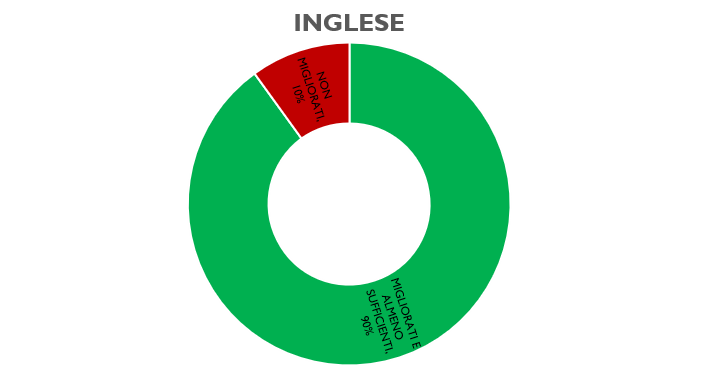 INGLESE
NON
MIGLIORATI,
10%
MIGLIORATI E
ALMENO
SUFFICIENTI,
90%